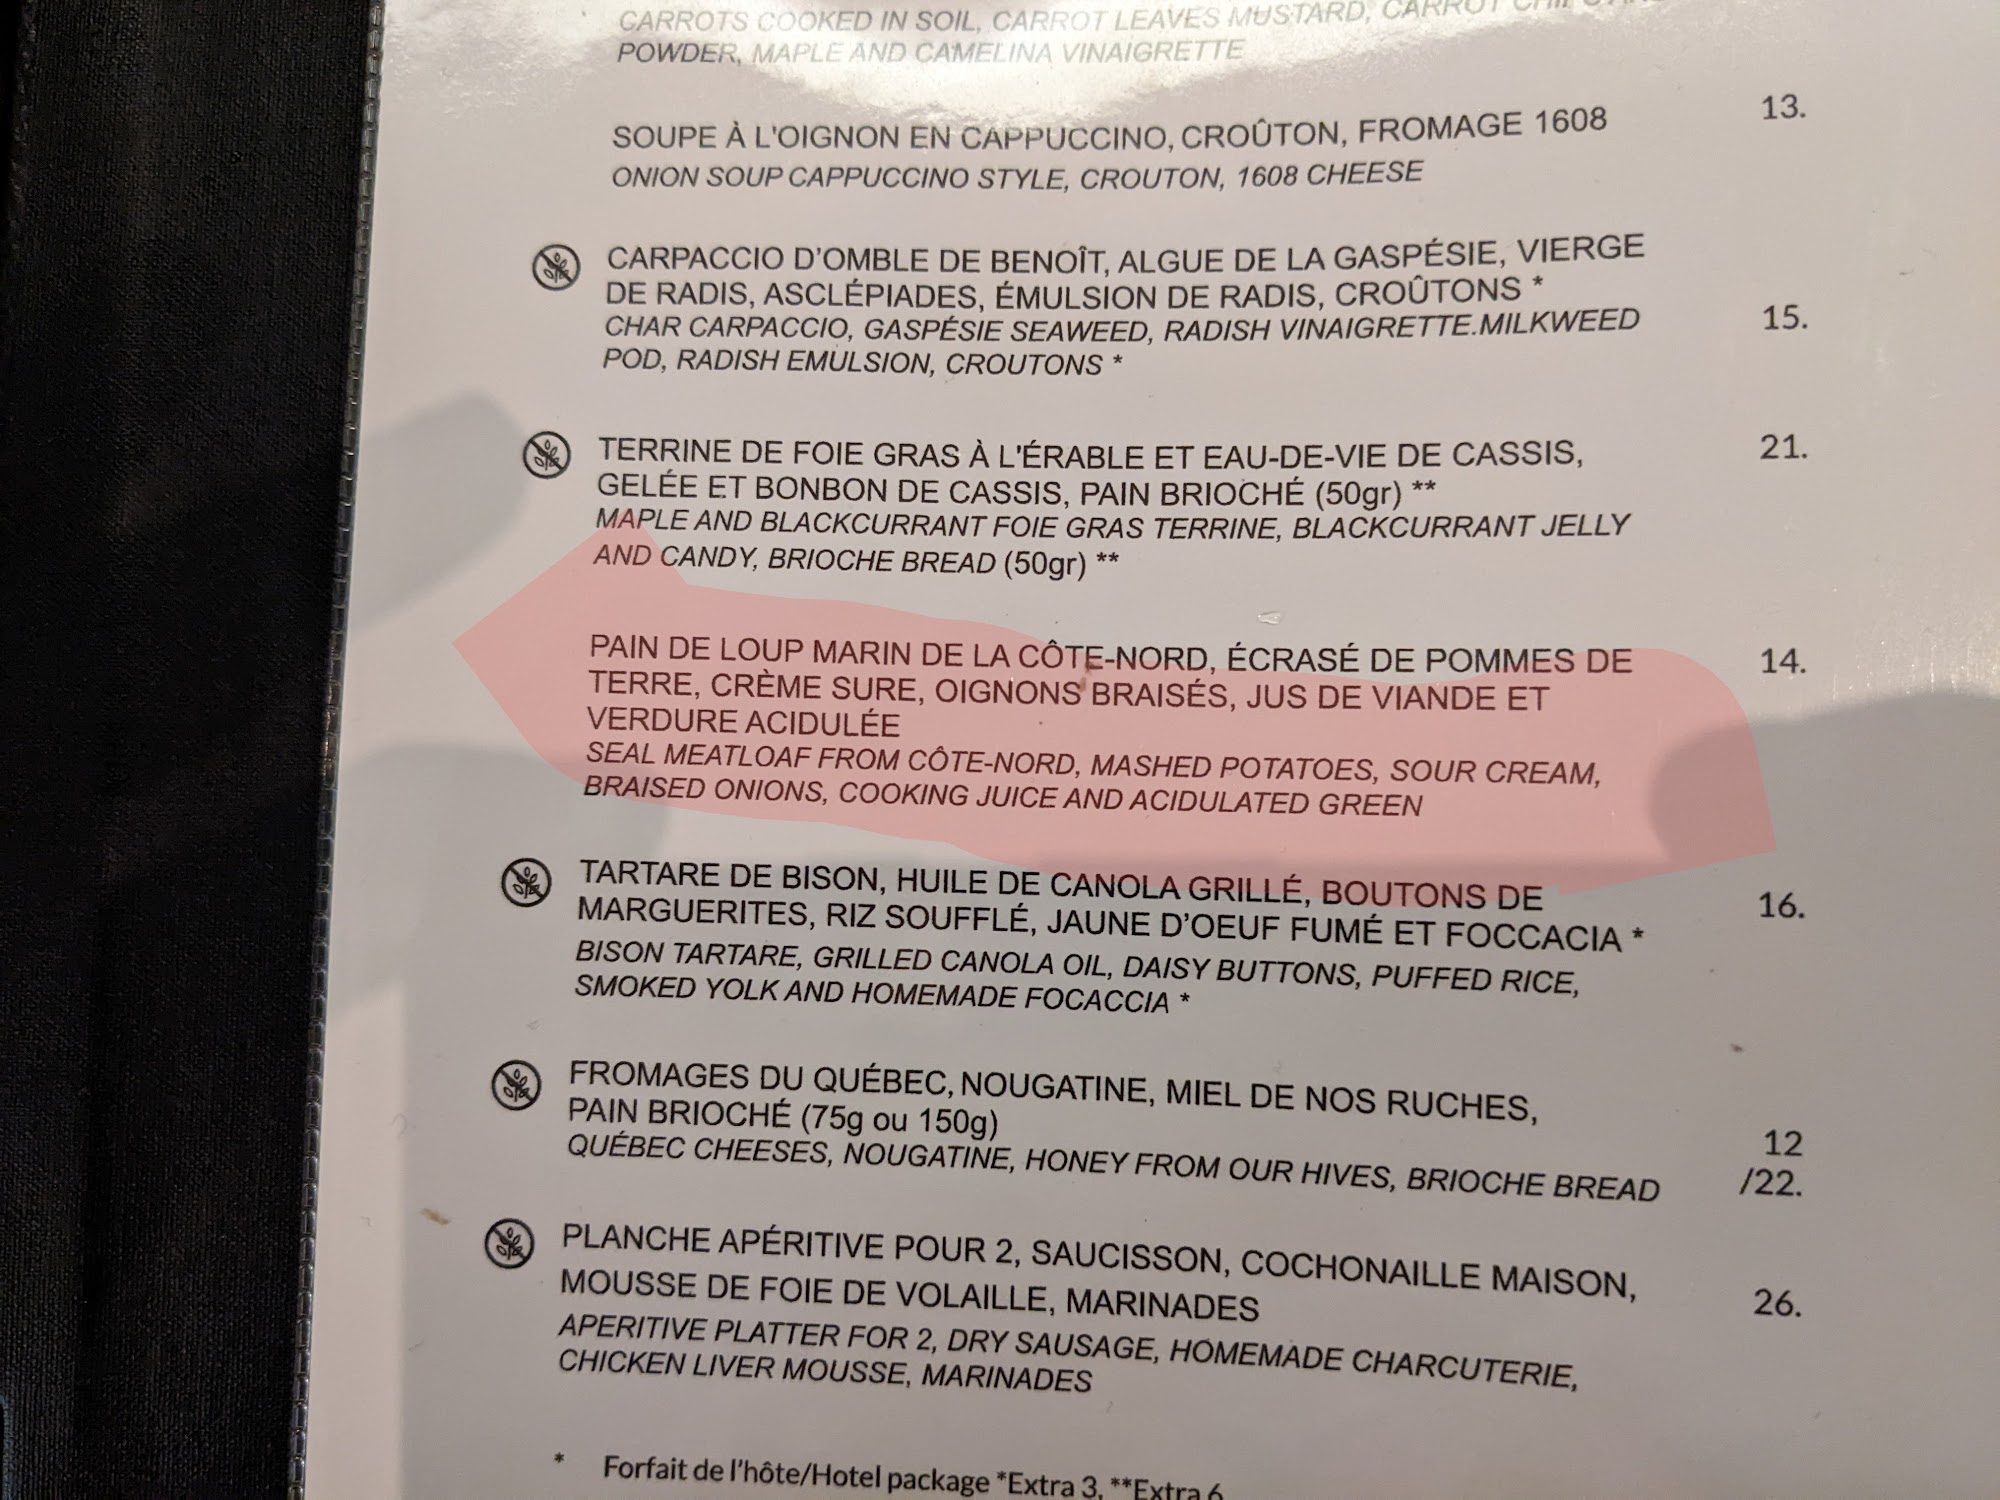 CARROTS COOKED IN SOIL, CARROT LEAVES MUSTARD, CARROT
POWDER, MAPLE AND CAMELINA VINAIGRETTE
SOUPE À L'OIGNON EN CAPPUCCINO, CROÛTON, FROMAGE 1608 13.
ONION SOUP CAPPUCCINO STYLE, CROUTON, 1608 CHEESE
CARPACCIO D'OMBLE DE BENOÎT, ALGUE DE LA GASPÉSIE, VIERGE
DE RADIS, ASCLÉPIADES, ÉMULSION DE RADIS, CROÛTONS *
CHAR CARPACCIO, GASPÉSIE SEAWEED, RADISH VINAIGRETTE.MILKWEED 15.
POD, RADISH EMULSION, CROUTONS *
TERRINE DE FOIE GRAS À L'ÉRABLE ET EAU-DE-VIE DE CASSIS, 21.
GELÉE ET BONBON DE CASSIS, PAIN BRIOCHÉ (50gr) **
MAPLE AND BLACKCURRANT FOIE GRAS TERRINE, BLACKCURRANT JELLY
AND CANDY, BRIOCHE BREAD (50gr) **
PAIN DE LOUP MARIN DE LA CÔTE-NORD, ÉCRASÉ DE POMMES DE 14.
TERRE, CRÈME SURE, OIGNONS BRAISÉS, JUS DE VIANDE ET
VERDURE ACIDULÉE
SEAL MEATLOAF FROM CÔTE-NORD, MASHED POTATOES, SOUR CREAM,
BRAISED ONIONS, COOKING JUICE AND ACIDULATED GREEN
TARTARE DE BISON, HUILE DE CANOLA GRILLÉ, BOUTONS DE 16.
MARGUERITES, RIZ SOUFFLÉ, JAUNE D'OEUF FUMÉ ET FOCCACIA *
BISON TARTARE, GRILLED CANOLA OIL, DAISY BUTTONS, PUFFED RICE,
SMOKED YOLK AND HOMEMADE FOCACCIA *
FROMAGES DU QUÉBEC, NOUGATINE, MIEL DE NOS RUCHES,
PAIN BRIOCHÉ (75g ou 150g) 12
QUÉBEC CHEESES, NOUGATINE, HONEY FROM OUR HIVES, BRIOCHE BREAD /22.
PLANCHE APÉRITIVE POUR 2, SAUCISSON, COCHONAILLE MAISON,
MOUSSE DE FOIE DE VOLAILLE, MARINADES 26.
APERITIVE PLATTER FOR 2, DRY SAUSAGE, HOMEMADE CHARCUTERIE,
CHICKEN LIVER MOUSSE, MARINADES
* Forfait de l'hôte/Hotel package *Extra 3, **Extra 6